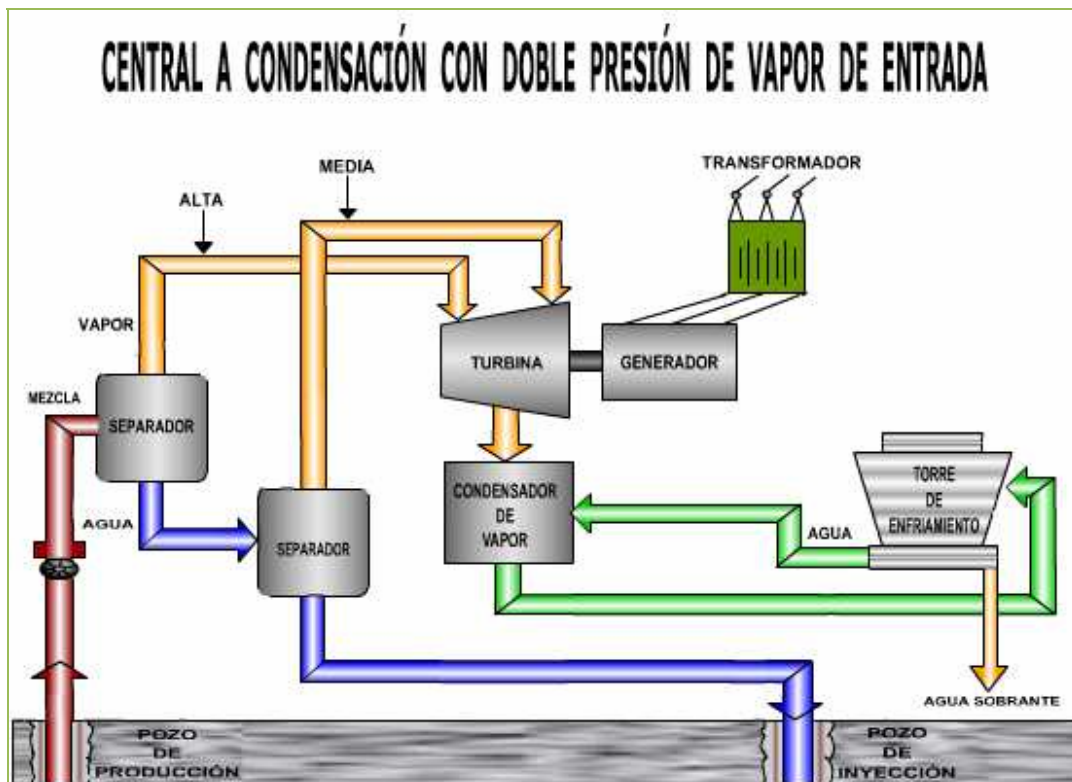 CENTRAL A CONDENSACIÓN CON DOBLE PRESIÓN DE VAPOR DE ENTRADA
MEDIA
TRANSFORMADOR
ALTA
VAPOR
TURBINA
GENERADOR
MEZCLA
SEPARADOR
CONDENSADOR
DE
VAPOR
TORRE
DE
ENFRIAMIENTO
AGUA
AGUA
SEPARADOR
AGUA SOBRANTE
POZO
DE
PRODUCCIÓN
POZO
DE
INYECCIÓN